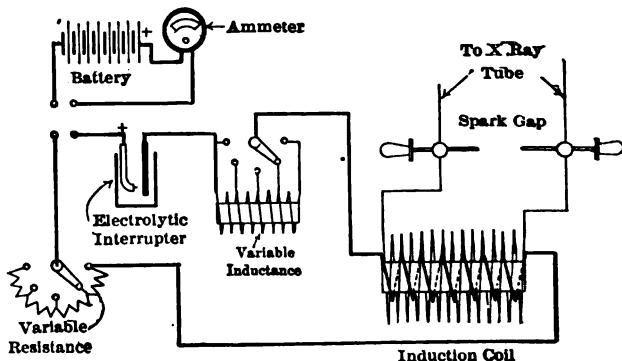 Ammeter
+
Battery
To X Ray
Tube
Spark Gap
+
Electrolytic
Interrupter
Variable
Inductance
Variable
Resistance
Induction Coil